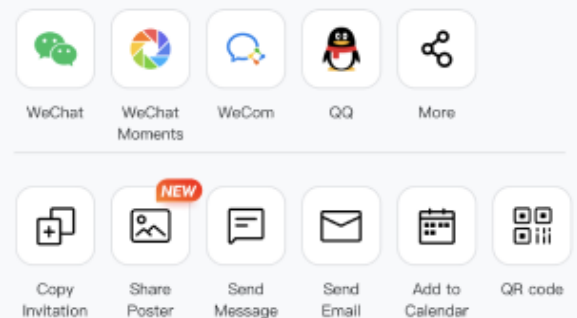 WeChat
WeChat
Moments
WeCom
QQ
More
NEW
Copy
Invitation
Share
Poster
Send
Message
Send
Email
Add to
Calendar
QR code